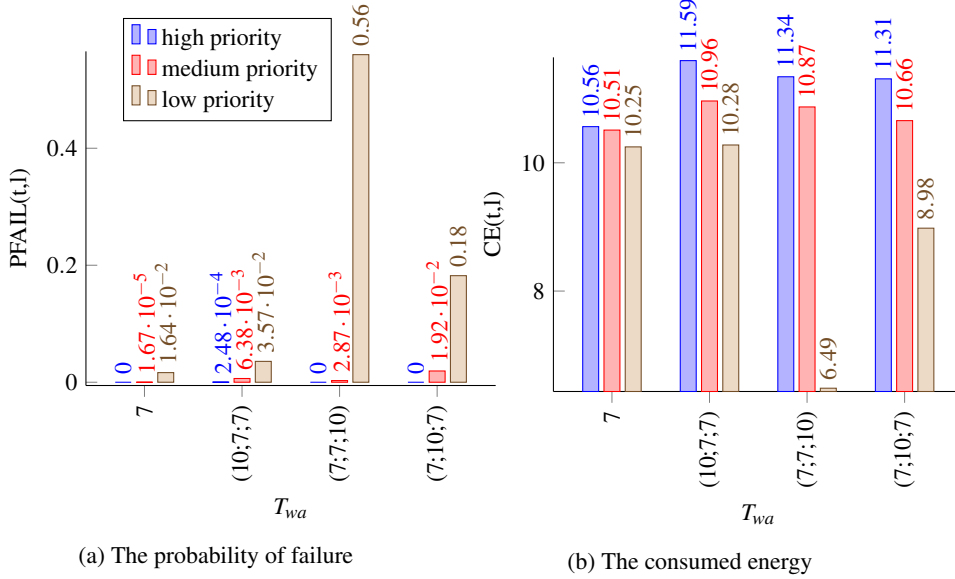 high priority
medium priority
low priority
PFAIL(t,l)
0.4
0.2
0
0
1.67 · 10⁻⁵
1.64 · 10⁻²
2.48 · 10⁻⁴
6.38 · 10⁻³
3.57 · 10⁻²
0
2.87 · 10⁻³
0.56
0
1.92 · 10⁻²
0.18
7
(10;7;7)
(7;7;10)
(7;10;7)
T_wa
(a) The probability of failure
CE(t,l)
10
8
10.56
10.51
10.25
11.59
10.96
10.28
11.34
10.87
6.49
11.31
10.66
8.98
7
(10;7;7)
(7;7;10)
(7;10;7)
T_wa
(b) The consumed energy